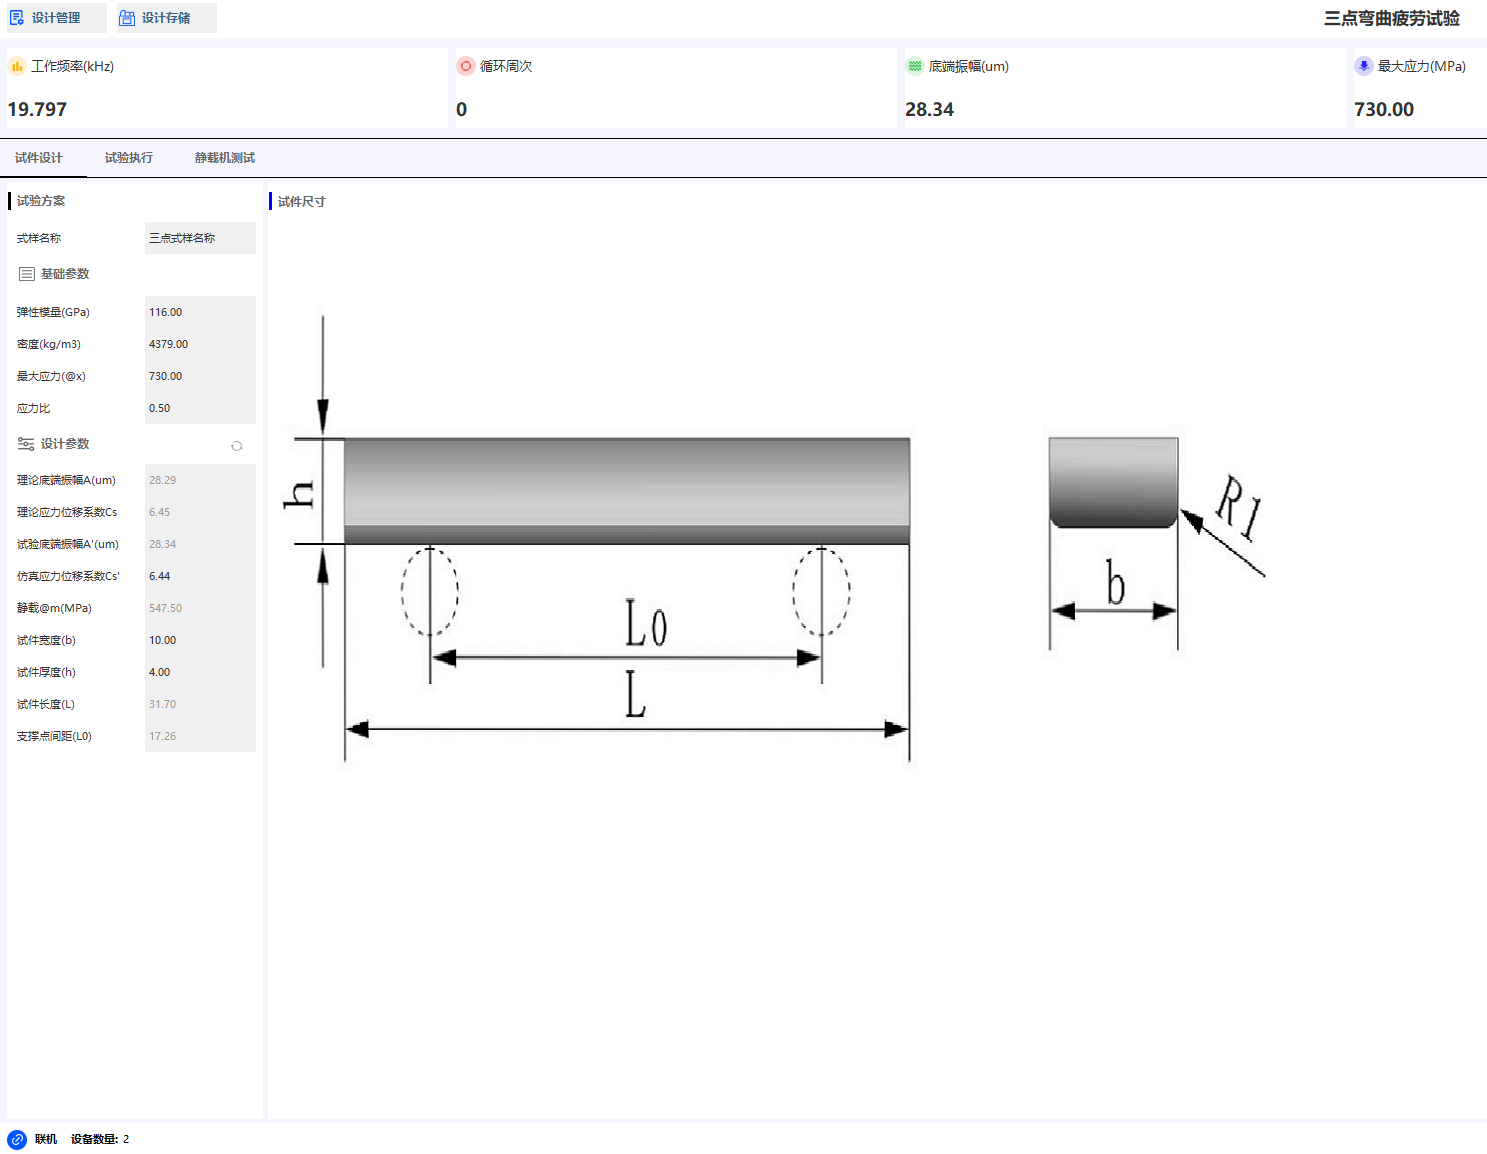 设计管理 设计存储 三点弯曲疲劳试验
工作频率(kHz) 循环周次 底端振幅(um) 最大应力(MPa)
19.797 0 28.34 730.00
试件设计 试验执行 静载机测试
试验方案 试件尺寸
式样名称 三点式样名称
基础参数
弹性模量(GPa) 116.00
密度(kg/m3) 4379.00
最大应力(@x) 730.00
应力比 0.50
设计参数
理论底端振幅A(um) 28.29
理论应力位移系数Cs 6.45
试验底端振幅A'(um) 28.34
仿真应力位移系数Cs' 6.44
静载@m(MPa) 547.50
试件宽度(b) 10.00
试件厚度(h) 4.00
试件长度(L) 31.70
支撑点间距(L0) 17.26
h
R1
b
L0
L
联机 设备数量: 2